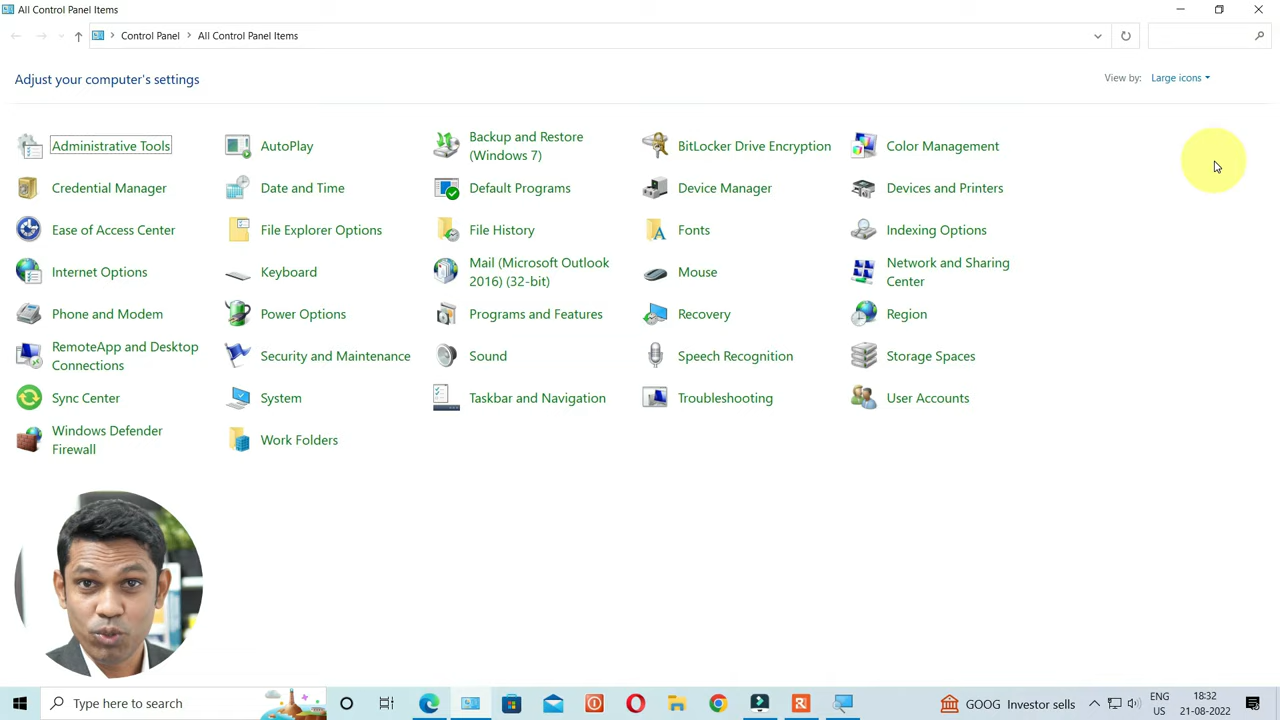 All Control Panel Items
Control Panel
All Control Panel Items
Adjust your computer's settings
View by: Large icons
Administrative Tools
AutoPlay
Backup and Restore
(Windows 7)
BitLocker Drive Encryption
Color Management
Credential Manager
Date and Time
Default Programs
Device Manager
Devices and Printers
Ease of Access Center
File Explorer Options
File History
Fonts
Indexing Options
Internet Options
Keyboard
Mail (Microsoft Outlook
2016) (32-bit)
Mouse
Network and Sharing
Center
Phone and Modem
Power Options
Programs and Features
Recovery
Region
RemoteApp and Desktop
Connections
Security and Maintenance
Sound
Speech Recognition
Storage Spaces
Sync Center
System
Taskbar and Navigation
Troubleshooting
User Accounts
Windows Defender
Firewall
Work Folders
Type here to search
GOOG Investor sells
ENG
US
18:32
21-08-2022